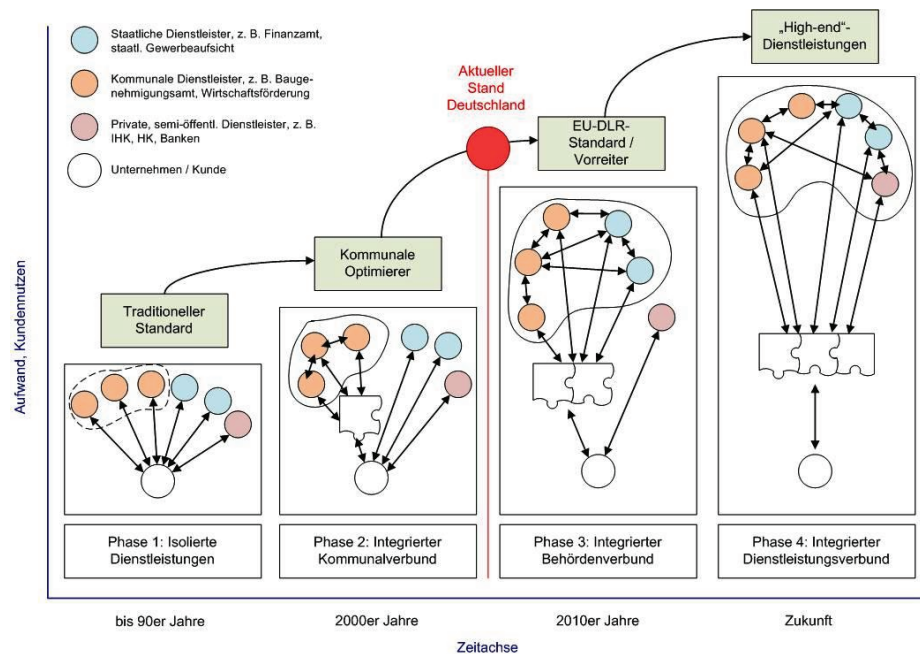 Staatliche Dienstleister, z. B. Finanzamt,
staatl. Gewerbeaufsicht
Kommunale Dienstleister, z. B. Bauge-
nehmigungsamt, Wirtschaftsförderung
Private, semi-öffentl. Dienstleister, z. B.
IHK, HK, Banken
Unternehmen / Kunde
Aktueller
Stand
Deutschland
„High-end“-
Dienstleistungen
EU-DLR-
Standard /
Vorreiter
Kommunale
Optimierer
Traditioneller
Standard
Aufwand, Kundennutzen
Phase 1: Isolierte
Dienstleistungen
Phase 2: Integrierter
Kommunalverbund
Phase 3: Integrierter
Behördenverbund
Phase 4: Integrierter
Dienstleistungsverbund
bis 90er Jahre
2000er Jahre
2010er Jahre
Zukunft
Zeitachse